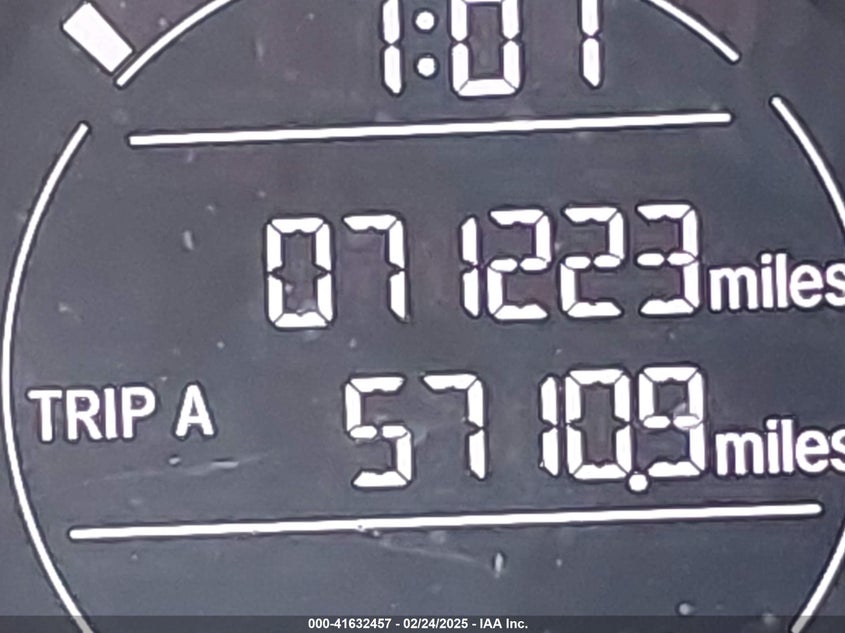 1:01
071223 miles
TRIP A 5710.9 miles
000-41632457 - 02/24/2025 - IAA Inc.